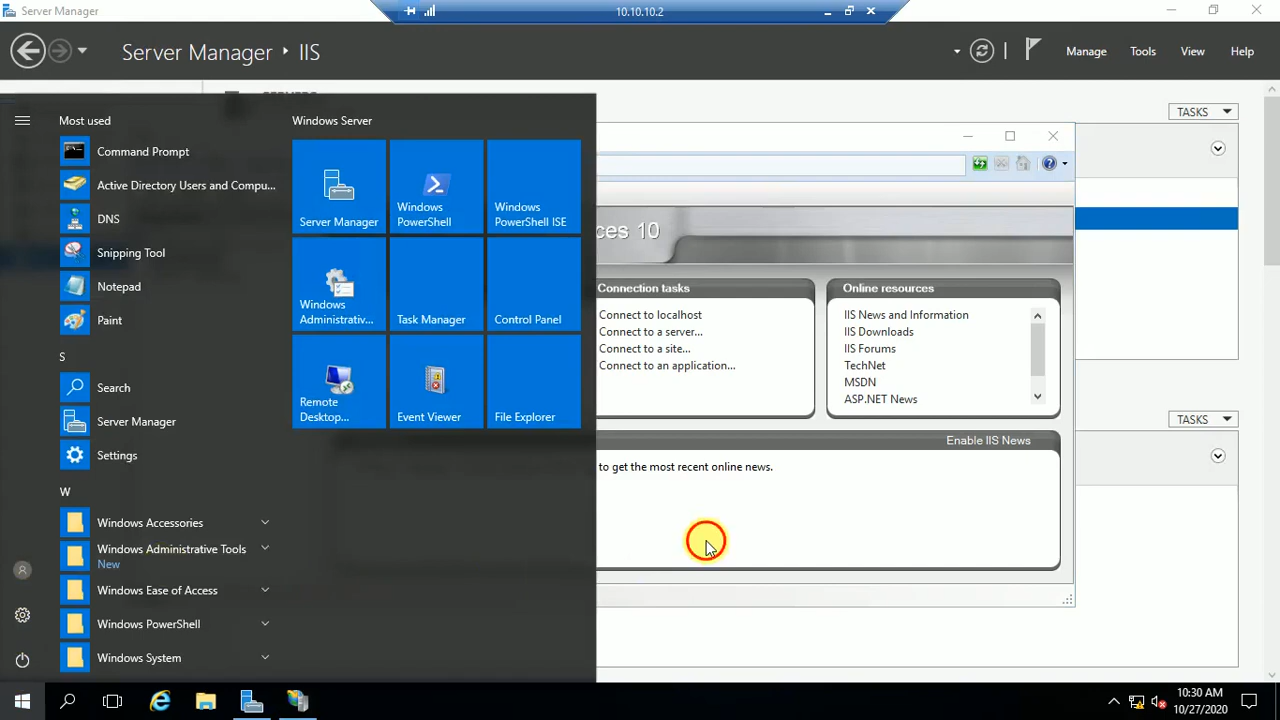 Server Manager
10.10.10.2
Server Manager ▸ IIS
Manage
Tools
View
Help
Most used
Command Prompt
Active Directory Users and Compu...
DNS
Snipping Tool
Notepad
Paint
S
Search
Server Manager
Settings
W
Windows Accessories
Windows Administrative Tools
New
Windows Ease of Access
Windows PowerShell
Windows System
Windows Server
Server Manager
Windows
PowerShell
Windows
PowerShell ISE
Windows
Administrativ...
Task Manager
Control Panel
Remote
Desktop...
Event Viewer
File Explorer
TASKS
ces 10
Connection tasks
Connect to localhost
Connect to a server...
Connect to a site...
Connect to an application...
Online resources
IIS News and Information
IIS Downloads
IIS Forums
TechNet
MSDN
ASP.NET News
Enable IIS News
to get the most recent online news.
TASKS
10:30 AM
10/27/2020